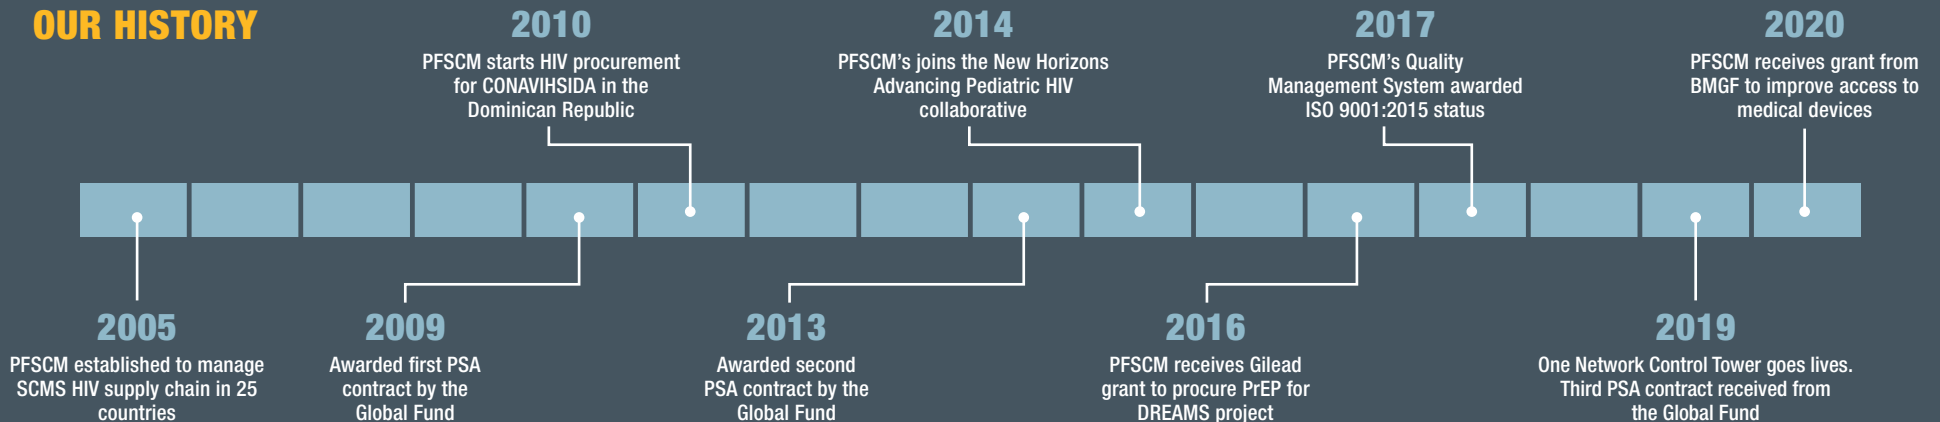 OUR HISTORY
2010
PFSCM starts HIV procurement
for CONAVIHSIDA in the
Dominican Republic
2014
PFSCM's joins the New Horizons
Advancing Pediatric HIV
collaborative
2017
PFSCM's Quality
Management System awarded
ISO 9001:2015 status
2020
PFSCM receives grant from
BMGF to improve access to
medical devices
2005
PFSCM established to manage
SCMS HIV supply chain in 25
countries
2009
Awarded first PSA
contract by the
Global Fund
2013
Awarded second
PSA contract by the
Global Fund
2016
PFSCM receives Gilead
grant to procure PrEP for
DREAMS project
2019
One Network Control Tower goes lives.
Third PSA contract received from
the Global Fund